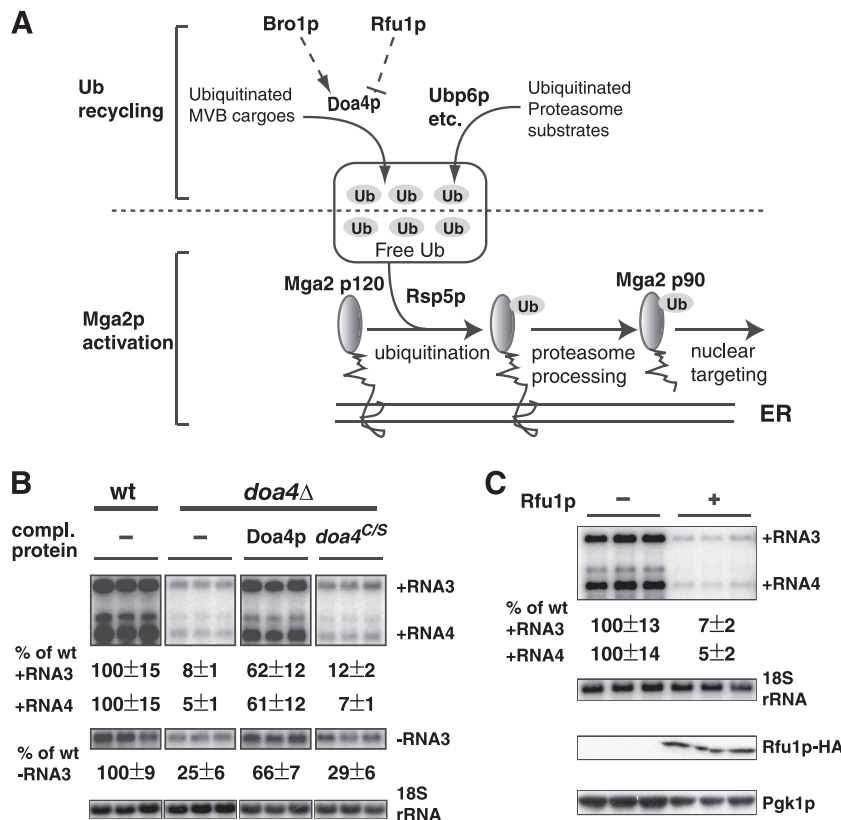 A
Bro1p Rfu1p
Ub recycling
Ubiquitinated MVB cargoes
Doa4p
Ubp6p etc.
Ubiquitinated Proteasome substrates
Ub Ub Ub
Ub Ub Ub
Free Ub
Mga2p activation
Mga2 p120
Rsp5p
Ub
Mga2 p90
Ub
ubiquitination
proteasome processing
nuclear targeting
ER
B
wt doa4Δ
compl. protein – – Doa4p doa4C/S
+RNA3
+RNA4
% of wt
+RNA3 100±15 8±1 62±12 12±2
+RNA4 100±15 5±1 61±12 7±1
-RNA3
% of wt
-RNA3 100±9 25±6 66±7 29±6
18S rRNA
C
Rfu1p – +
+RNA3
+RNA4
% of wt
+RNA3 100±13 7±2
+RNA4 100±14 5±2
18S rRNA
Rfu1p-HA
Pgk1p